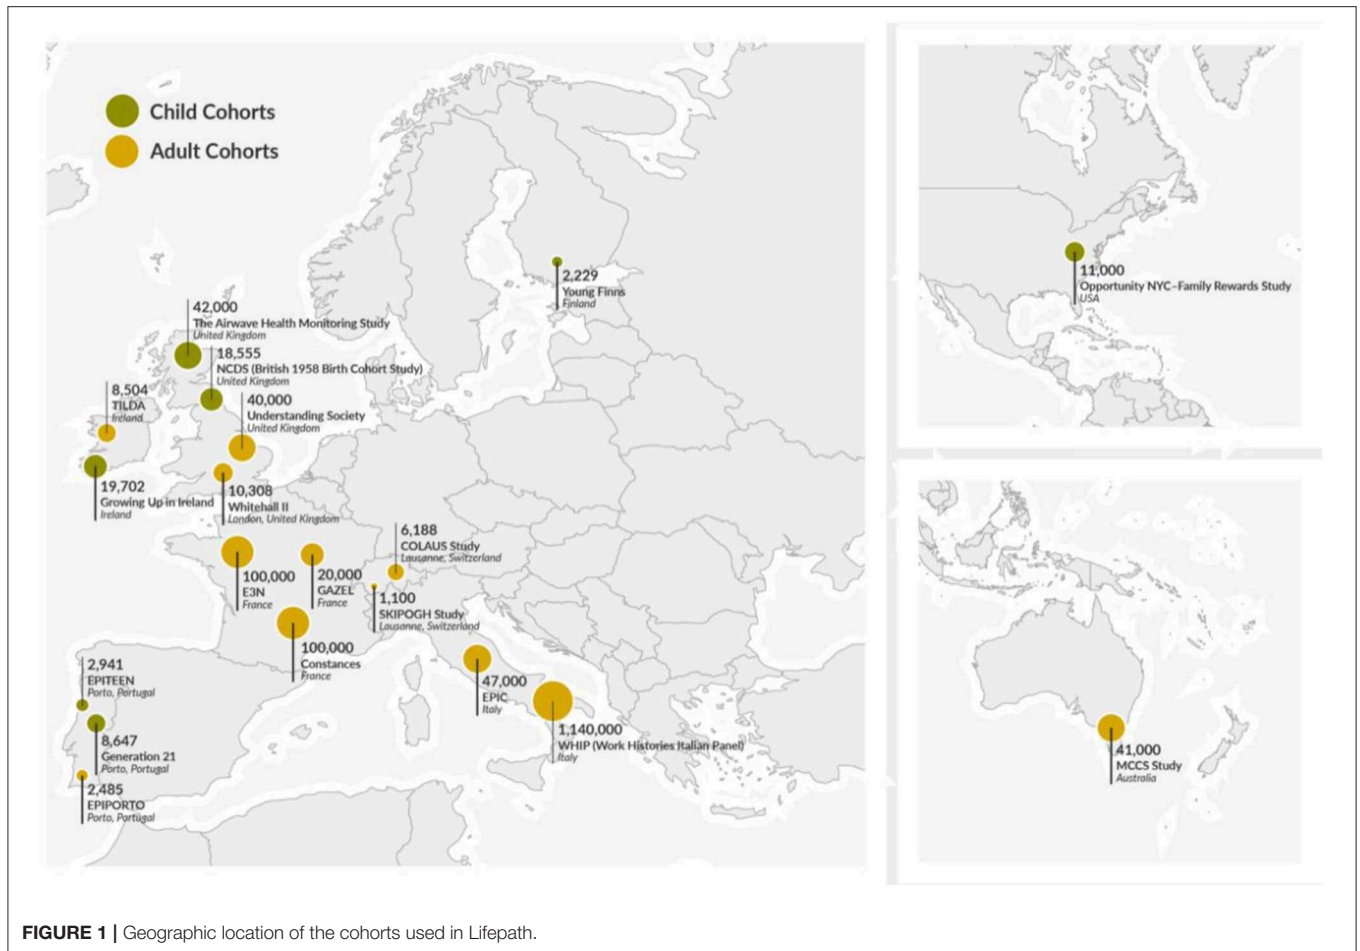 Child Cohorts
Adult Cohorts
2,229
Young Finns
Finland
42,000
The Airwave Health Monitoring Study
United Kingdom
18,555
NCDS (British 1958 Birth Cohort Study)
United Kingdom
8,504
TILDA
Ireland
40,000
Understanding Society
United Kingdom
19,702
Growing Up in Ireland
Ireland
10,308
Whitehall II
London, United Kingdom
6,188
COLAUS Study
Lausanne, Switzerland
100,000
E3N
France
20,000
GAZEL
France
1,100
SKIPOGH Study
Lausanne, Switzerland
100,000
Constances
France
2,941
EPITEEN
Porto, Portugal
47,000
EPIC
Italy
8,647
Generation 21
Porto, Portugal
1,140,000
WHIP (Work Histories Italian Panel)
Italy
2,485
EPIPORTO
Porto, Portugal
11,000
Opportunity NYC–Family Rewards Study
USA
41,000
MCCS Study
Australia
FIGURE 1 | Geographic location of the cohorts used in Lifepath.